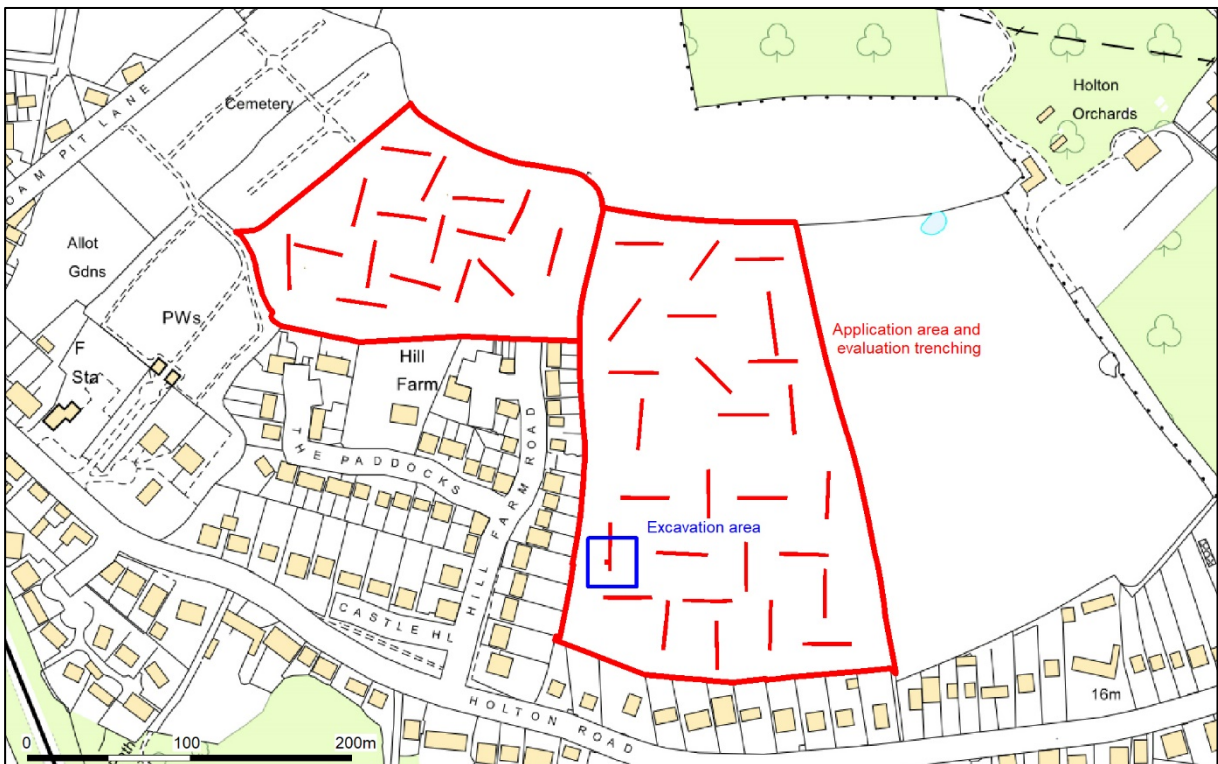 Cemetery
Holton
Orchards
AM PIT LANE
Allot
Gdns
PWs
F
Sta
Hill
Farm
Application area and
evaluation trenching
THE PADDOCKS
HILL FARM ROAD
Excavation area
CASTLE HL
HOLTON ROAD
16m
0 100 200m